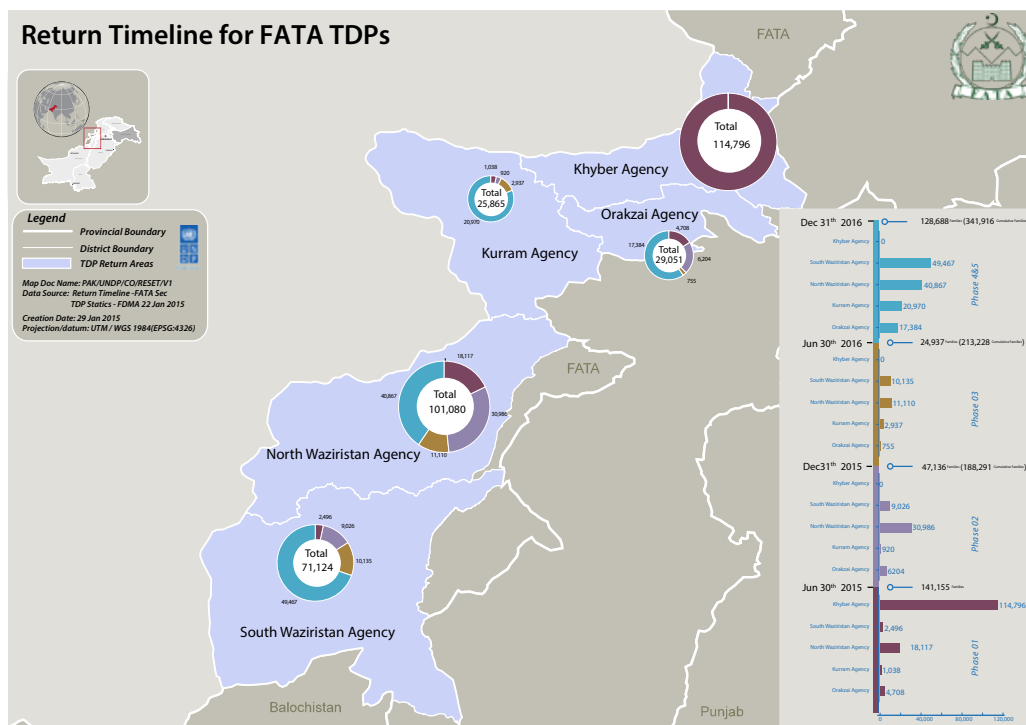 Return Timeline for FATA TDPs
FATA
FATA
Legend
Provincial Boundary
District Boundary
TDP Return Areas
Map Doc Name: PAK/UNDP/CO/RESET/V1
Data Source: Return Timeline -FATA Sec
TDP Statics - FDMA 22 Jan 2015
Creation Date: 29 Jan 2015
Projection/datum: UTM / WGS 1984(EPSG:4326)
Total
114,796
Khyber Agency
1,038
920
2,937
Total
25,865
20,970
Kurram Agency
Orakzai Agency
4,708
17,384
Total
29,051
6,204
755
18,117
40,867
Total
101,080
30,986
11,110
North Waziristan Agency
FATA
2,496
9,026
Total
71,124
10,135
49,467
South Waziristan Agency
Balochistan
Punjab
Dec 31th 2016
128,688 Families (341,916 Cumulative Families)
Khyber Agency 0
South Waziristan Agency 49,467
North Waziristan Agency 40,867
Kurram Agency 20,970
Orakzai Agency 17,384
Phase 4&5
Jun 30th 2016
24,937 Families (213,228 Cumulative Families)
Khyber Agency 0
South Waziristan Agency 10,135
North Waziristan Agency 11,110
Kurram Agency 2,937
Orakzai Agency 755
Phase 03
Dec31th 2015
47,136 Families (188,291 Cumulative Families)
Khyber Agency 0
South Waziristan Agency 9,026
North Waziristan Agency 30,986
Kurram Agency 920
Orakzai Agency 6204
Phase 02
Jun 30th 2015
141,155 Families
Khyber Agency 114,796
South Waziristan Agency 2,496
North Waziristan Agency 18,117
Kurram Agency 1,038
Orakzai Agency 4,708
Phase 01
0 40,000 80,000 120,000